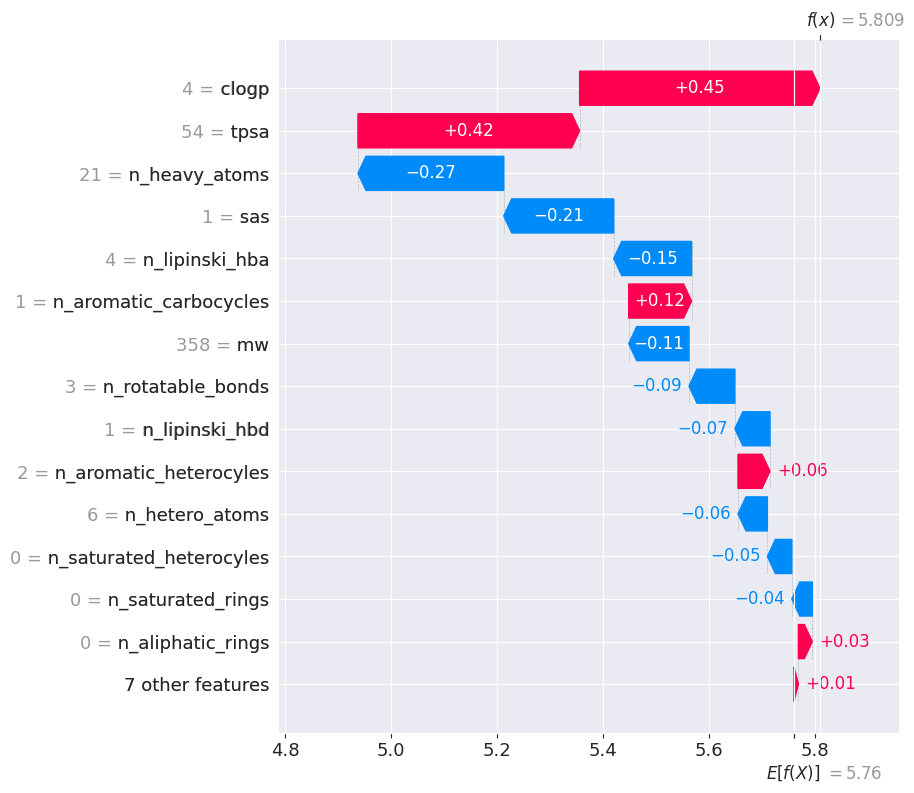 f(x) = 5.809
4 = clogp +0.45
54 = tpsa +0.42
21 = n_heavy_atoms −0.27
1 = sas −0.21
4 = n_lipinski_hba −0.15
1 = n_aromatic_carbocycles +0.12
358 = mw −0.11
3 = n_rotatable_bonds −0.09
1 = n_lipinski_hbd −0.07
2 = n_aromatic_heterocyles +0.06
6 = n_hetero_atoms −0.06
0 = n_saturated_heterocyles −0.05
0 = n_saturated_rings −0.04
0 = n_aliphatic_rings +0.03
7 other features +0.01
4.8 5.0 5.2 5.4 5.6 5.8
E[f(X)] = 5.76